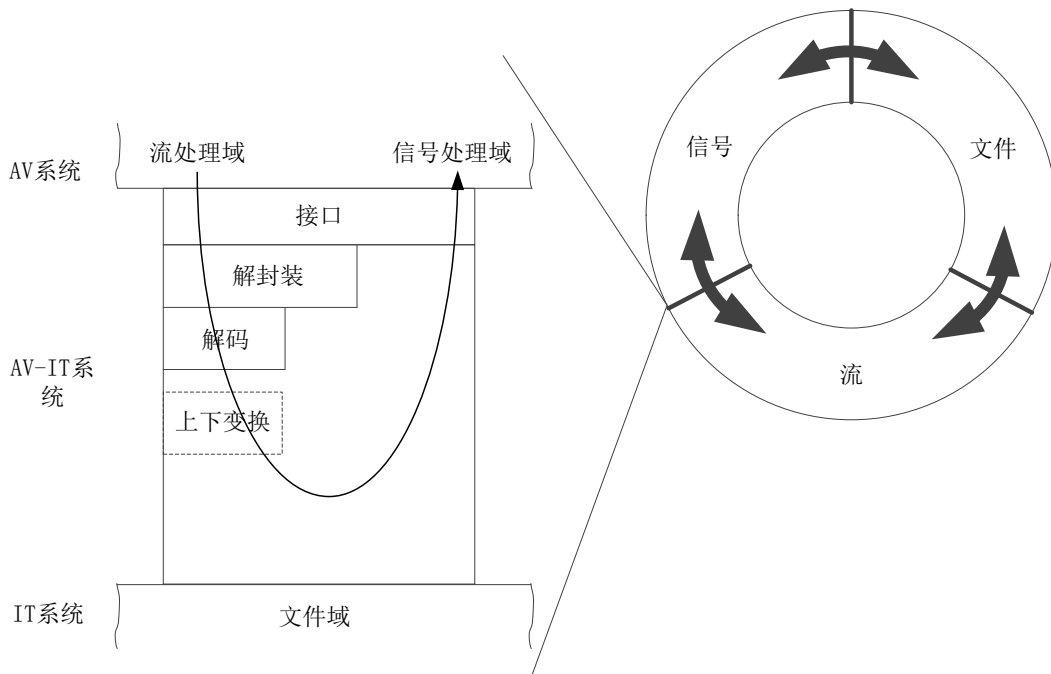 信号
文件
流处理域
信号处理域
AV系统
接口
解封装
解码
AV-IT系
统
流
上下变换
IT系统
文件域